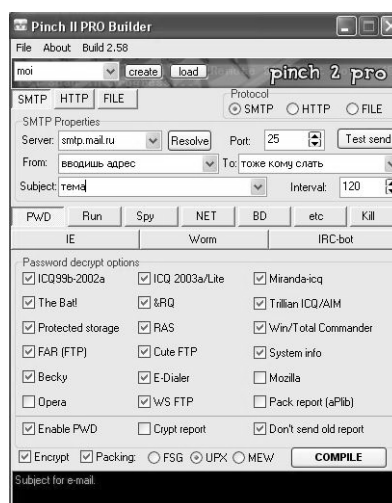 Pinch II PRO Builder
File About Build 2.58
moi create load pinch 2 pro
SMTP HTTP FILE
Protocol
SMTP HTTP FILE
SMTP Properties
Server: smtp.mail.ru Resolve Port: 25 Test send
From: вводишь адрес To: тоже кому слать
Subject: тема Interval: 120
PWD Run Spy NET BD etc Kill
IE Worm IRC-bot
Password decrypt options
ICQ99b-2002a ICQ 2003a/Lite Miranda-icq
The Bat! &RQ Trillian ICQ/AIM
Protected storage RAS Win/Total Commander
FAR (FTP) Cute FTP System info
Becky E-Dialer Mozilla
Opera WS FTP Pack report (aPlib)
Enable PWD Crypt report Don't send old report
Encrypt Packing: FSG UPX MEW COMPILE
Subject for e-mail.